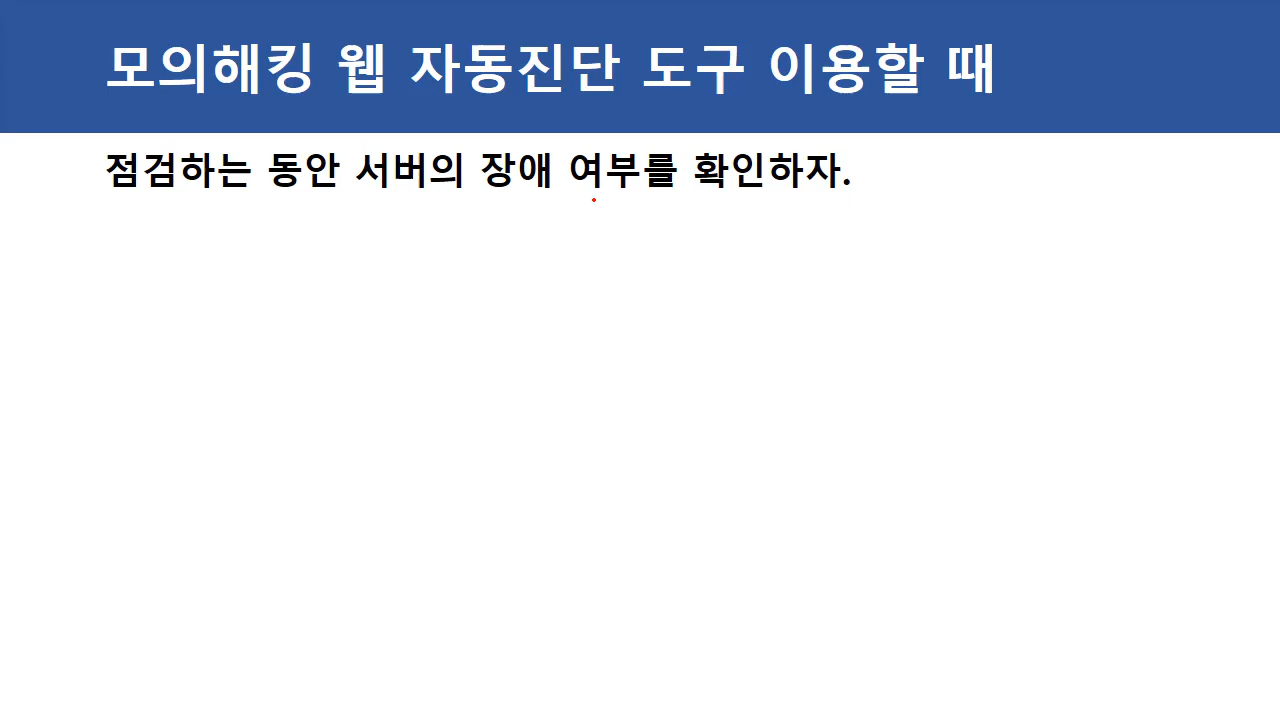 모의해킹 웹 자동진단 도구 이용할 때
점검하는 동안 서버의 장애 여부를 확인하자.